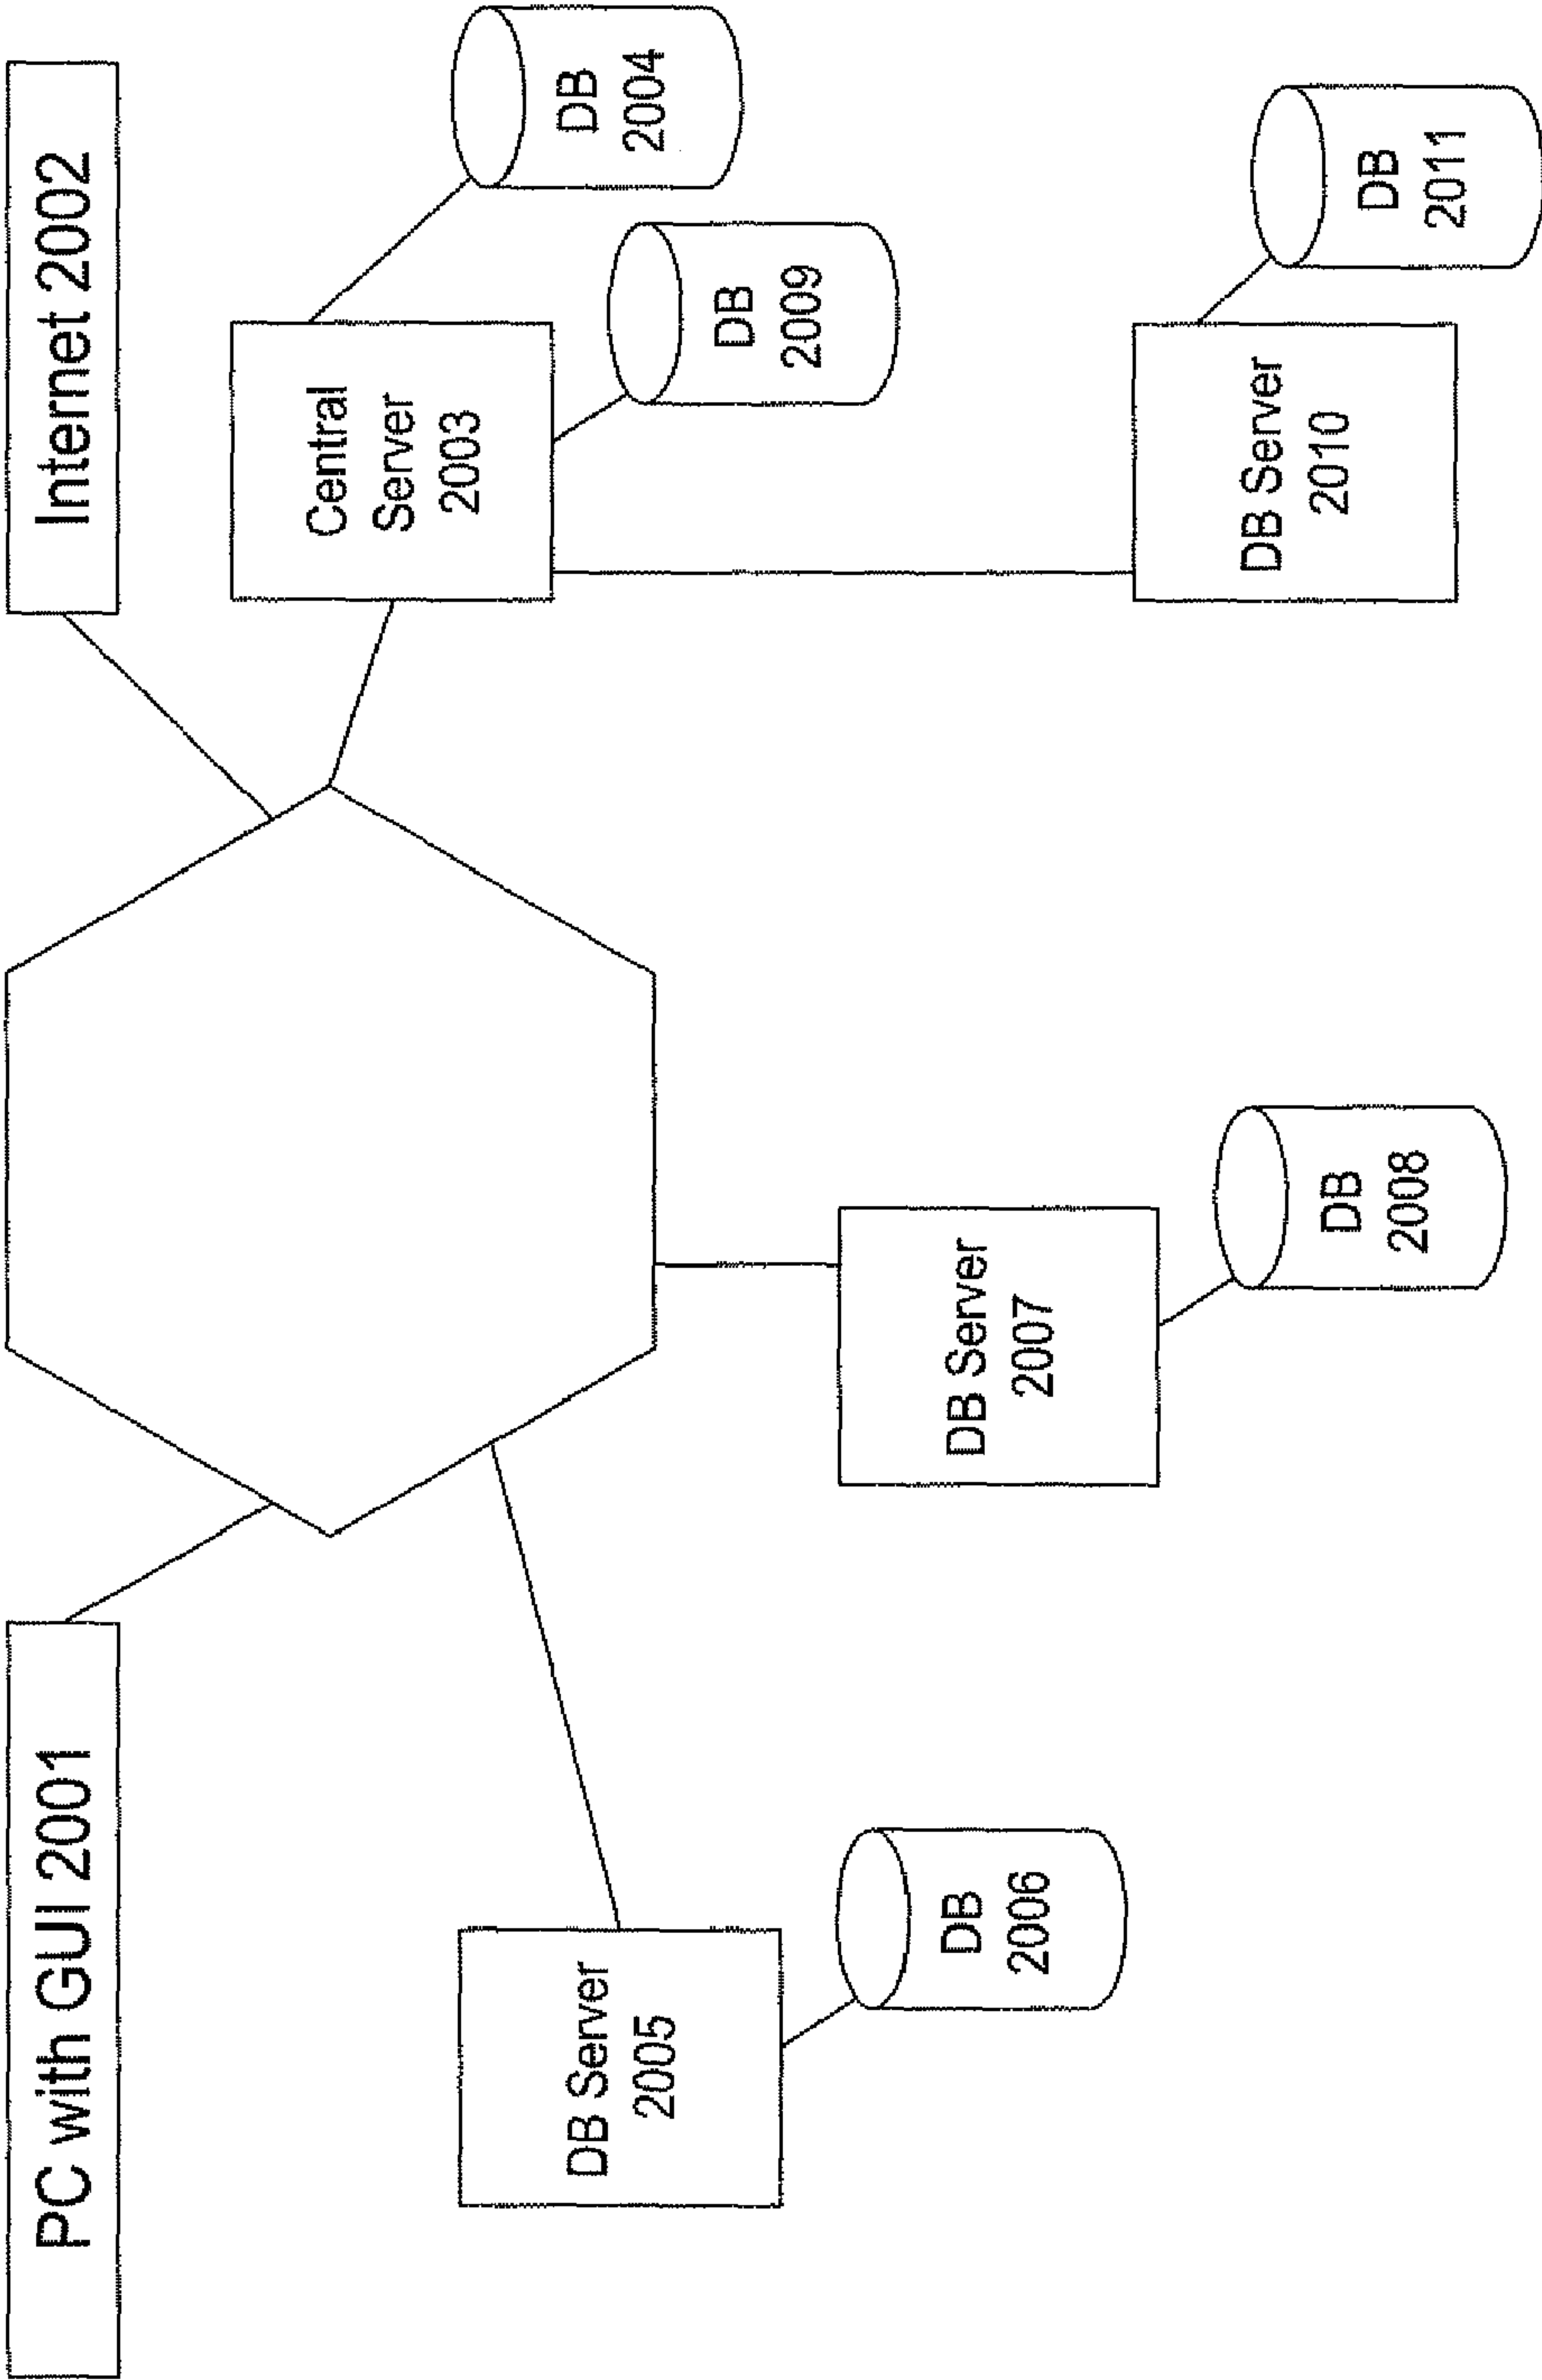 PC with GUI 2001
Internet 2002
Central
Server
2003
DB
2004
DB
2009
DB Server
2005
DB
2006
DB Server
2007
DB
2008
DB Server
2010
DB
2011